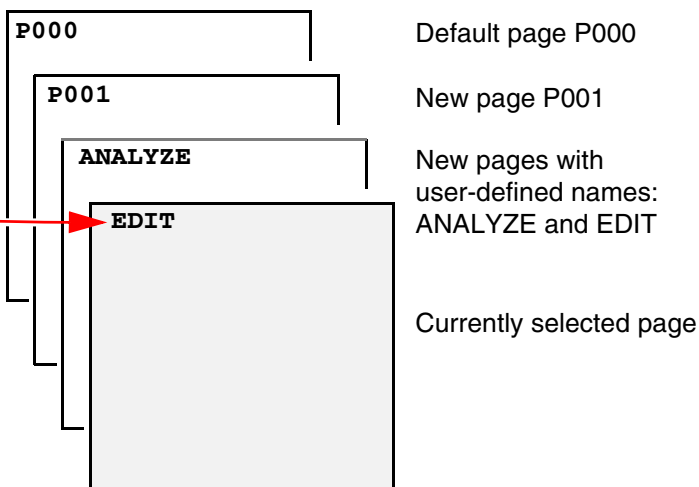 P000
Default page P000
P001
New page P001
ANALYZE
New pages with
user-defined names:
EDIT
ANALYZE and EDIT
Currently selected page